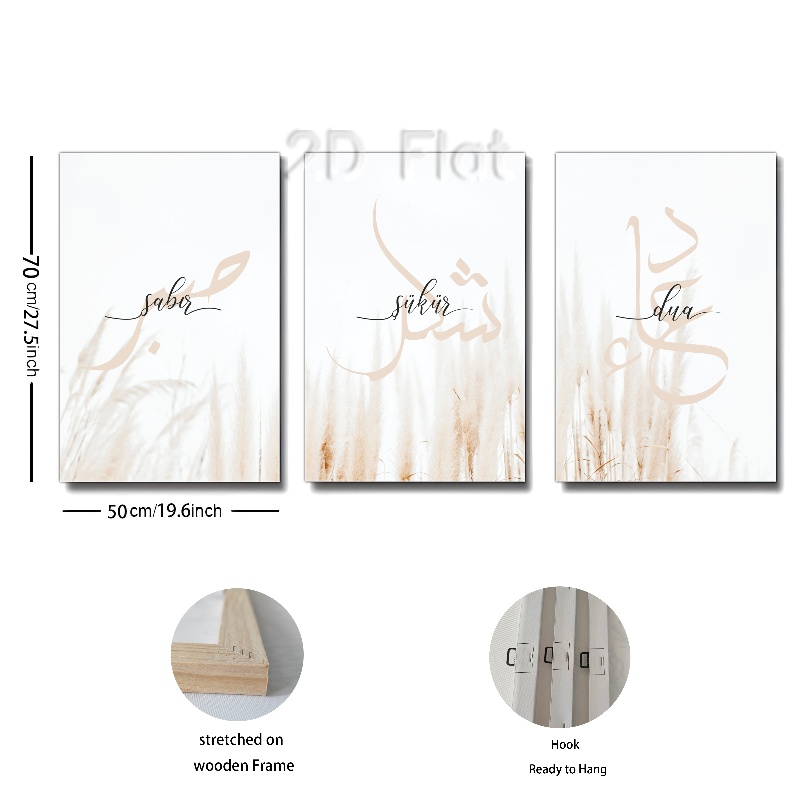 2D Flat
صبر
sabır
شكر
şükür
دعاء
dua
70 cm/27.5inch
50cm/19.6inch
stretched on
wooden Frame
Hook
Ready to Hang